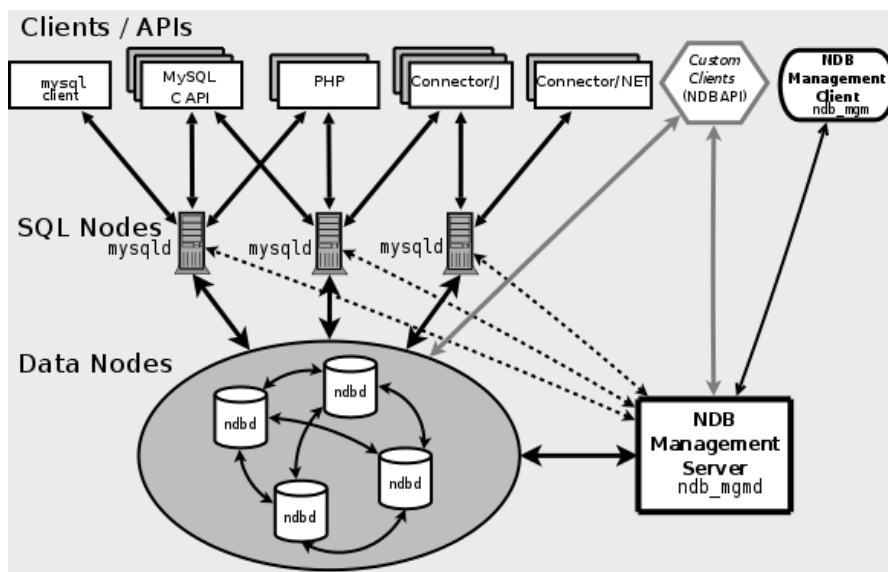 Clients / APIs
mysql
client
MySQL
C API
PHP
Connector/J
Connector/NET
Custom
Clients
(NDBAPI)
NDB
Management
Client
ndb_mgm
SQL Nodes
mysqld
mysqld
mysqld
Data Nodes
ndbd
ndbd
ndbd
ndbd
NDB
Management
Server
ndb_mgmd